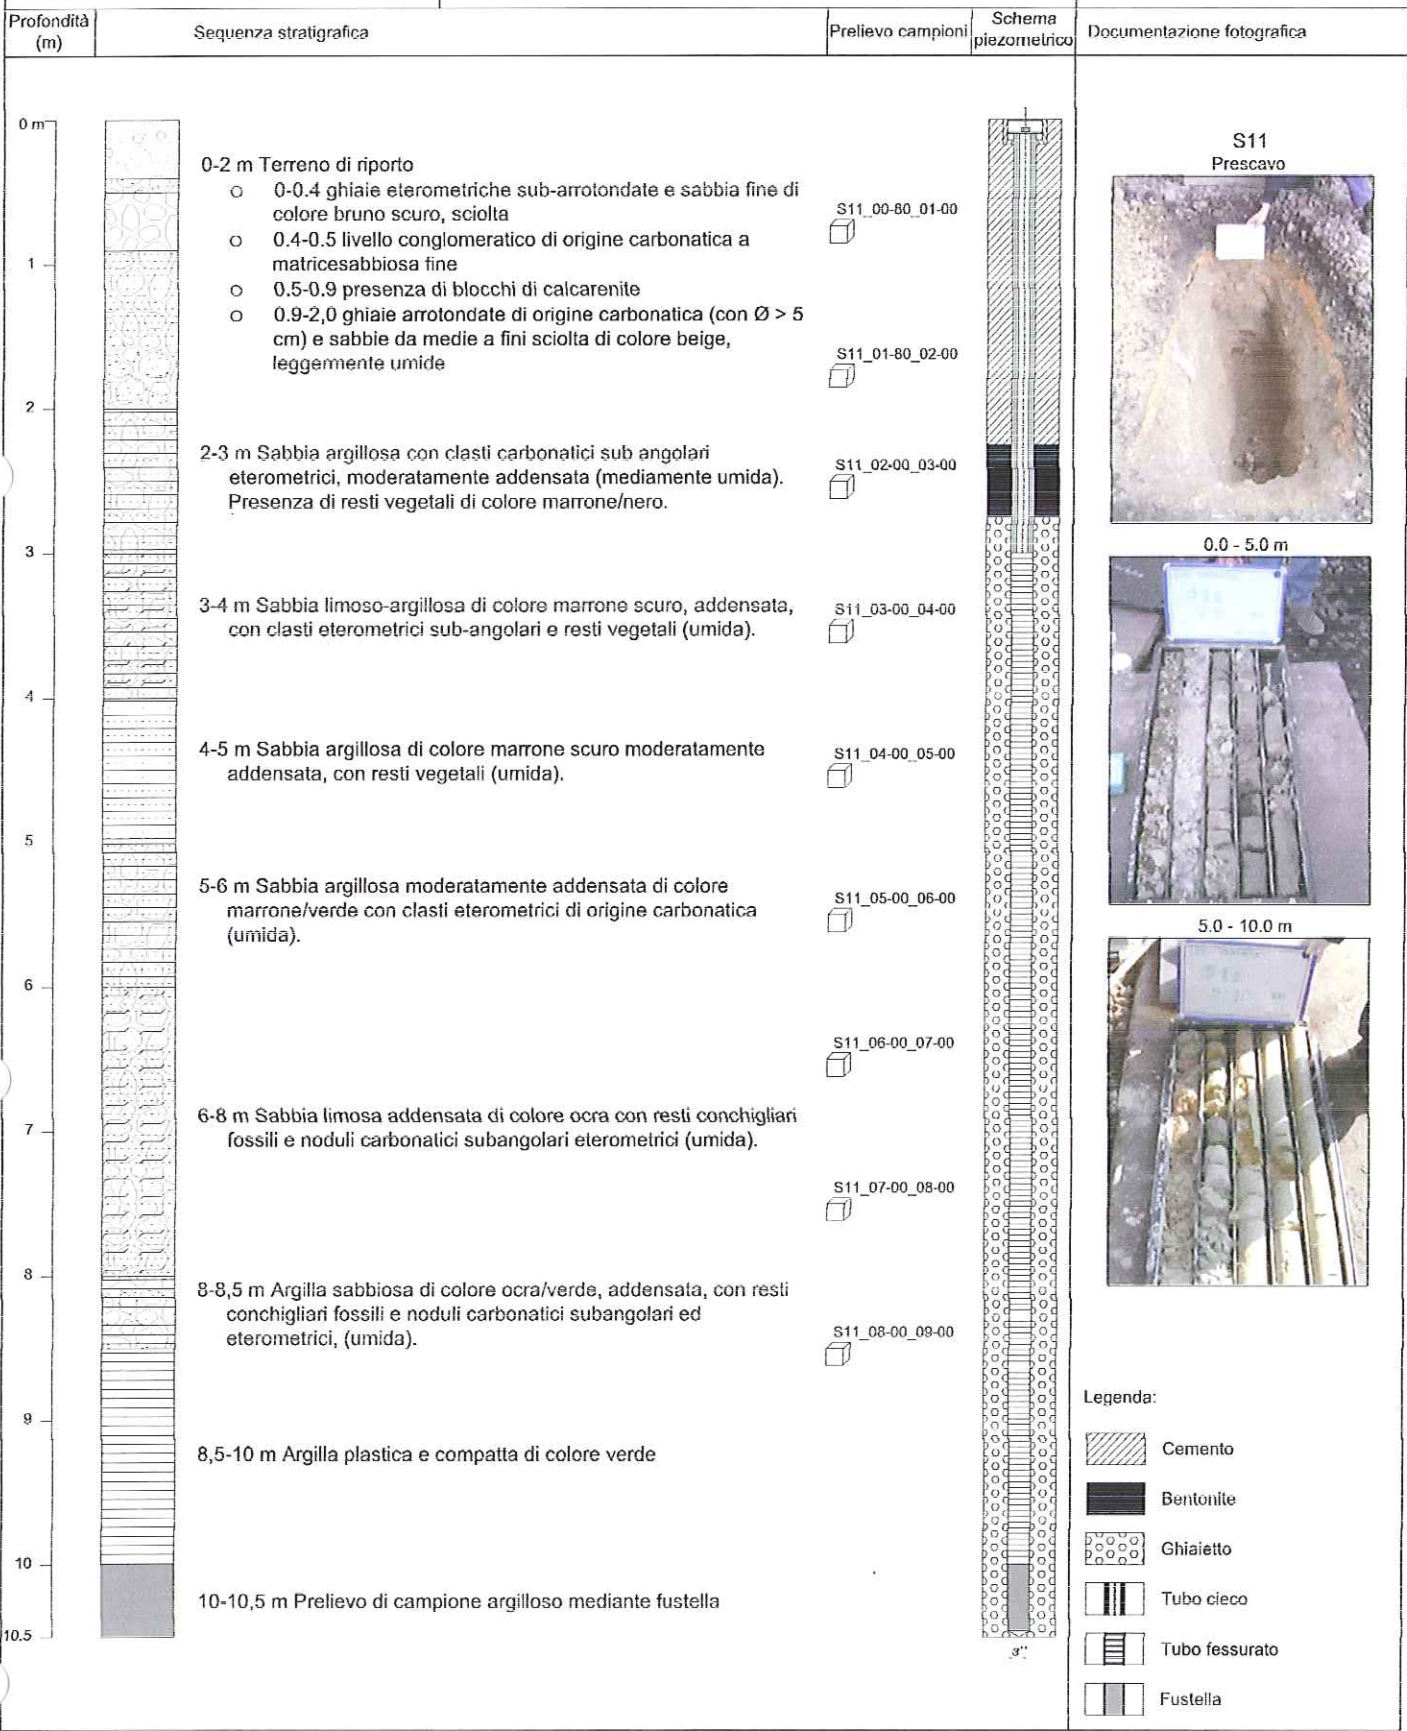 Profondità
(m)
Sequenza stratigrafica
Prelievo campioni
Schema
piezometrico
Documentazione fotografica
0 m
1
2
3
4
5
6
7
8
9
10
10.5
0-2 m Terreno di riporto
o 0-0.4 ghiaie eterometriche sub-arrotondate e sabbia fine di
colore bruno scuro, sciolta
o 0.4-0.5 livello conglomeratico di origine carbonatica a
matricesabbiosa fine
o 0.5-0.9 presenza di blocchi di calcarenite
o 0.9-2,0 ghiaie arrotondate di origine carbonatica (con Ø > 5
cm) e sabbie da medie a fini sciolta di colore beige,
leggermente umide
2-3 m Sabbia argillosa con clasti carbonatici sub angolari
eterometrici, moderatamente addensata (mediamente umida).
Presenza di resti vegetali di colore marrone/nero.
3-4 m Sabbia limoso-argillosa di colore marrone scuro, addensata,
con clasti eterometrici sub-angolari e resti vegetali (umida).
4-5 m Sabbia argillosa di colore marrone scuro moderatamente
addensata, con resti vegetali (umida).
5-6 m Sabbia argillosa moderatamente addensata di colore
marrone/verde con clasti eterometrici di origine carbonatica
(umida).
6-8 m Sabbia limosa addensata di colore ocra con resti conchigliari
fossili e noduli carbonatici subangolari eterometrici (umida).
8-8,5 m Argilla sabbiosa di colore ocra/verde, addensata, con resti
conchigliari fossili e noduli carbonatici subangolari ed
eterometrici, (umida).
8,5-10 m Argilla plastica e compatta di colore verde
10-10,5 m Prelievo di campione argilloso mediante fustella
S11_00-80_01-00
S11_01-80_02-00
S11_02-00_03-00
S11_03-00_04-00
S11_04-00_05-00
S11_05-00_06-00
S11_06-00_07-00
S11_07-00_08-00
S11_08-00_09-00
3"
S11
Prescavo
0.0 - 5.0 m
5.0 - 10.0 m
Legenda:
Cemento
Bentonite
Ghiaietto
Tubo cieco
Tubo fessurato
Fustella